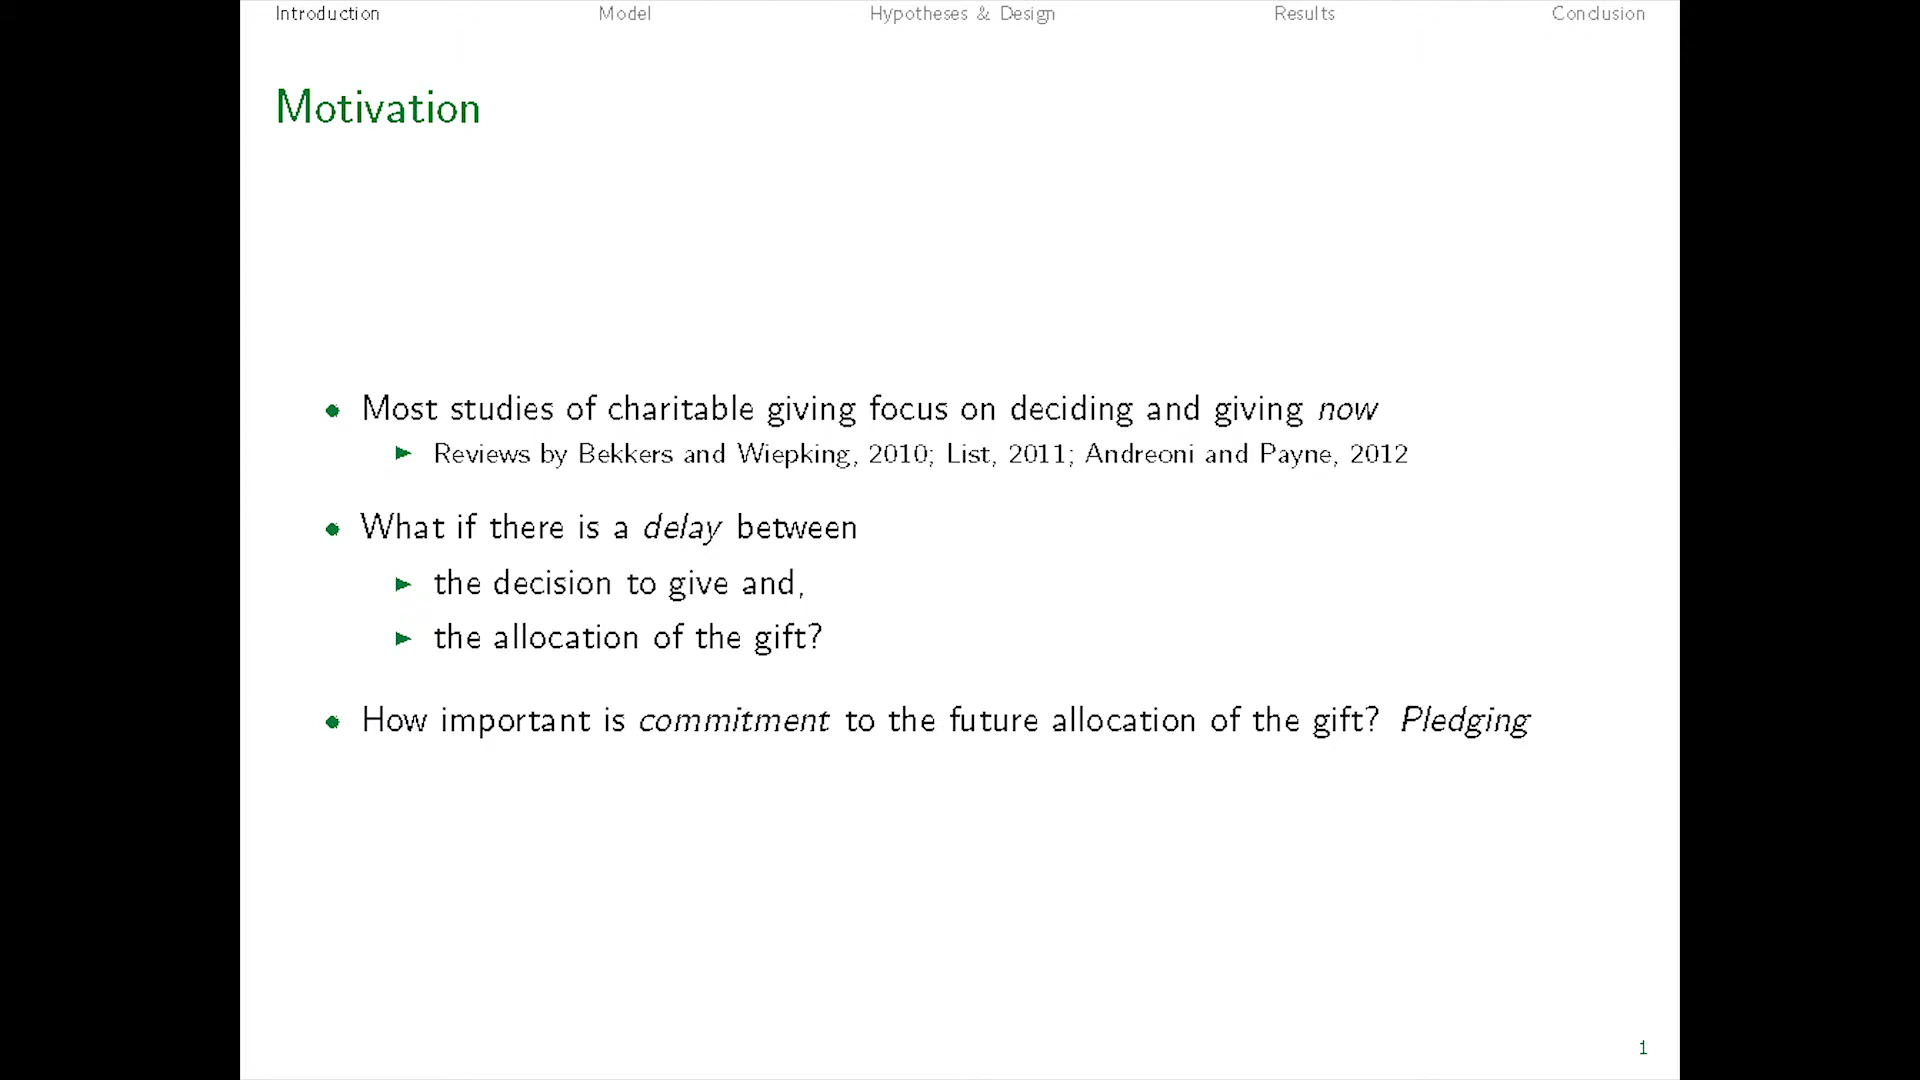 Introduction Model Hypotheses & Design Results Conclusion
Motivation
• Most studies of charitable giving focus on deciding and giving now
▶ Reviews by Bekkers and Wiepking, 2010; List, 2011; Andreoni and Payne, 2012
• What if there is a delay between
▶ the decision to give and,
▶ the allocation of the gift?
• How important is commitment to the future allocation of the gift? Pledging
1